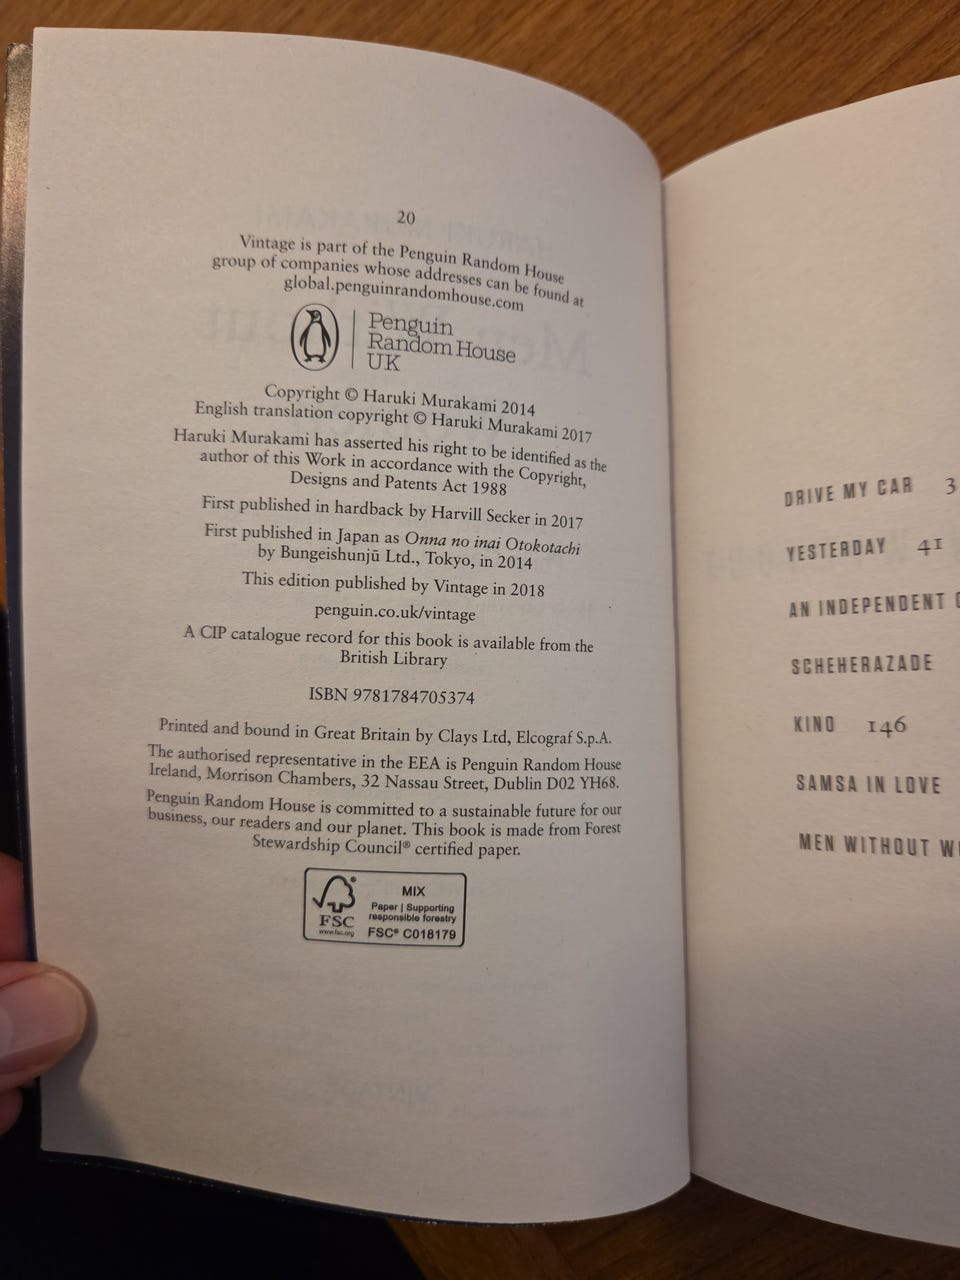 20
Vintage is part of the Penguin Random House
group of companies whose addresses can be found at
global.penguinrandomhouse.com
Penguin
Random House
UK
Copyright © Haruki Murakami 2014
English translation copyright © Haruki Murakami 2017
Haruki Murakami has asserted his right to be identified as the
author of this Work in accordance with the Copyright,
Designs and Patents Act 1988
First published in hardback by Harvill Secker in 2017
First published in Japan as Onna no inai Otokotachi
by Bungeishunjū Ltd., Tokyo, in 2014
This edition published by Vintage in 2018
penguin.co.uk/vintage
A CIP catalogue record for this book is available from the
British Library
ISBN 9781784705374
Printed and bound in Great Britain by Clays Ltd, Elcograf S.p.A.
The authorised representative in the EEA is Penguin Random House
Ireland, Morrison Chambers, 32 Nassau Street, Dublin D02 YH68.
Penguin Random House is committed to a sustainable future for our
business, our readers and our planet. This book is made from Forest
Stewardship Council® certified paper.
FSC
www.fsc.org
MIX
Paper | Supporting
responsible forestry
FSC® C018179
DRIVE MY CAR 3
YESTERDAY 41
AN INDEPENDENT
SCHEHERAZADE
KINO 146
SAMSA IN LOVE
MEN WITHOUT